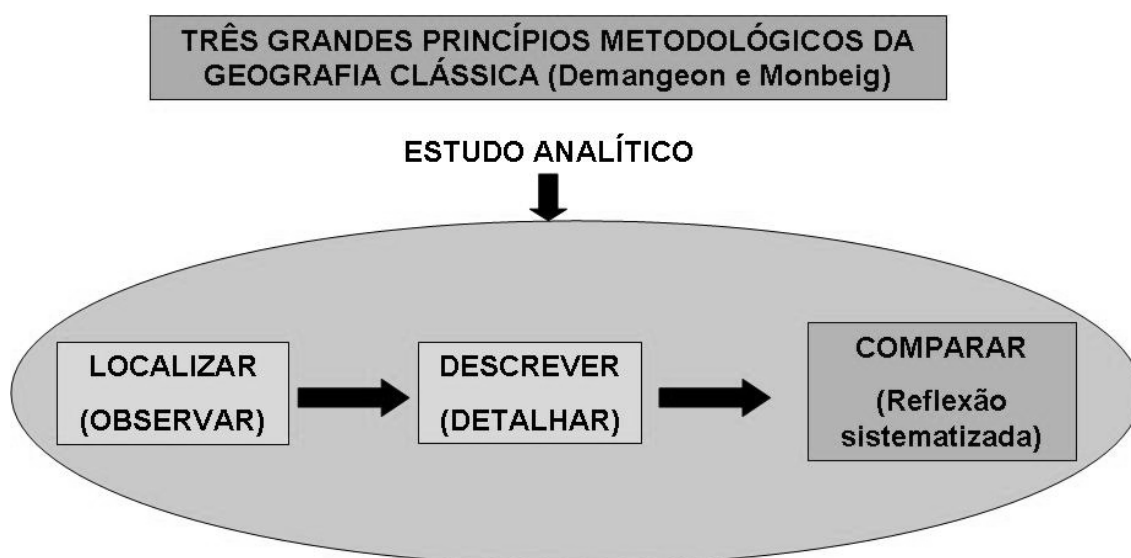 TRÊS GRANDES PRINCÍPIOS METODOLÓGICOS DA
GEOGRAFIA CLÁSSICA (Demangeon e Monbeig)
ESTUDO ANALÍTICO
LOCALIZAR
(OBSERVAR)
DESCREVER
(DETALHAR)
COMPARAR
(Reflexão
sistematizada)